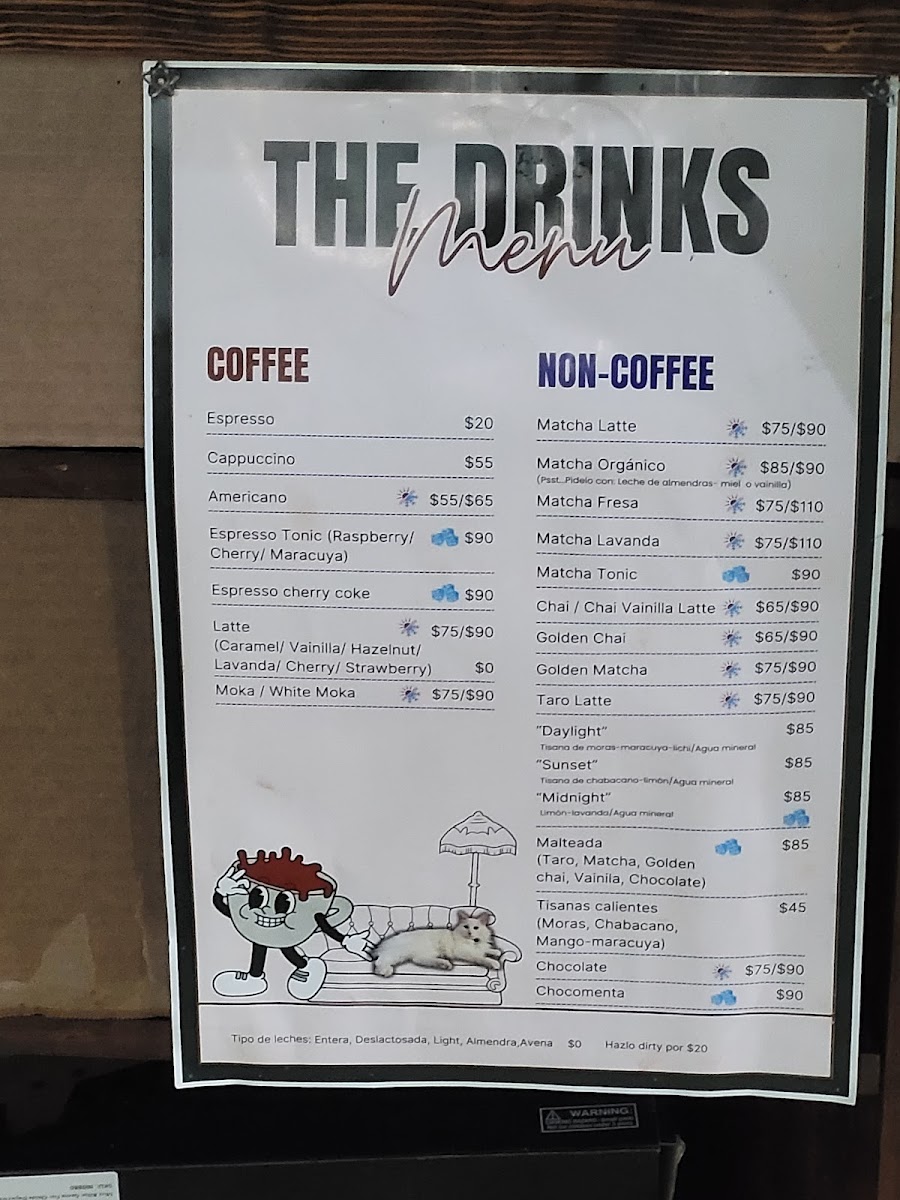 THE DRINKS
Menu
COFFEE
Espresso $20
Cappuccino $55
Americano $55/$65
Espresso Tonic (Raspberry/ $90
Cherry/ Maracuya)
Espresso cherry coke $90
Latte $75/$90
(Caramel/ Vainilla/ Hazelnut/
Lavanda/ Cherry/ Strawberry) $0
Moka / White Moka $75/$90
NON-COFFEE
Matcha Latte $75/$90
Matcha Orgánico $85/$90
(Psst...Pidelo con: Leche de almendras- miel o vainilla)
Matcha Fresa $75/$110
Matcha Lavanda $75/$110
Matcha Tonic $90
Chai / Chai Vainilla Latte $65/$90
Golden Chai $65/$90
Golden Matcha $75/$90
Taro Latte $75/$90
"Daylight" $85
Tisana de moras-maracuya-lichi/Agua mineral
"Sunset" $85
Tisana de chabacano-limón/Agua mineral
"Midnight" $85
Limón-lavanda/Agua mineral
Malteada $85
(Taro, Matcha, Golden
chai, Vainila, Chocolate)
Tisanas calientes $45
(Moras, Chabacano,
Mango-maracuya)
Chocolate $75/$90
Chocomenta $90
Tipo de leches: Entera, Deslactosada, Light, Almendra,Avena $0 Hazlo dirty por $20
WARNING: